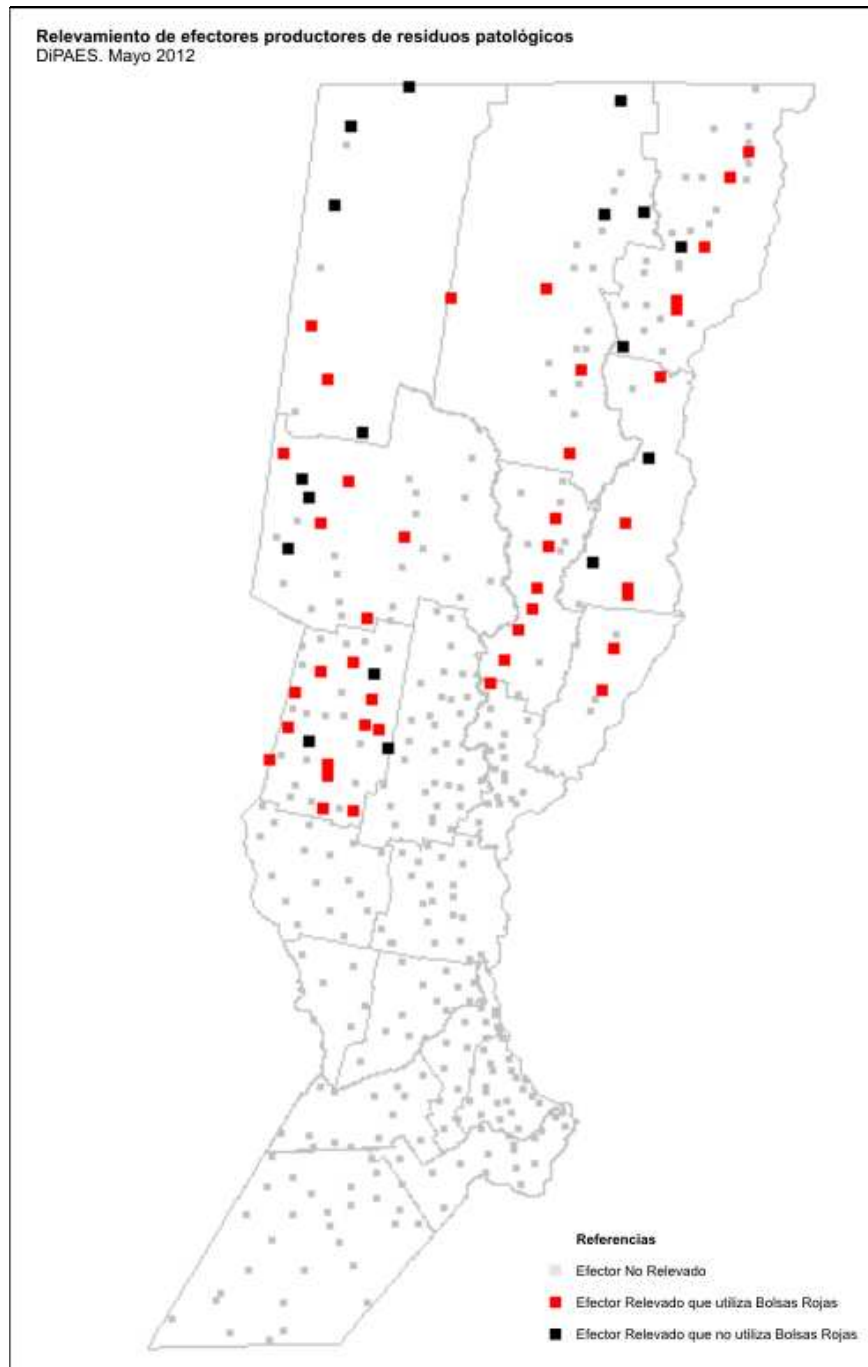 Relevamiento de efectores productores de residuos patológicos
DiPAES. Mayo 2012
Referencias
Efector No Relevado
Efector Relevado que utiliza Bolsas Rojas
Efector Relevado que no utiliza Bolsas Rojas